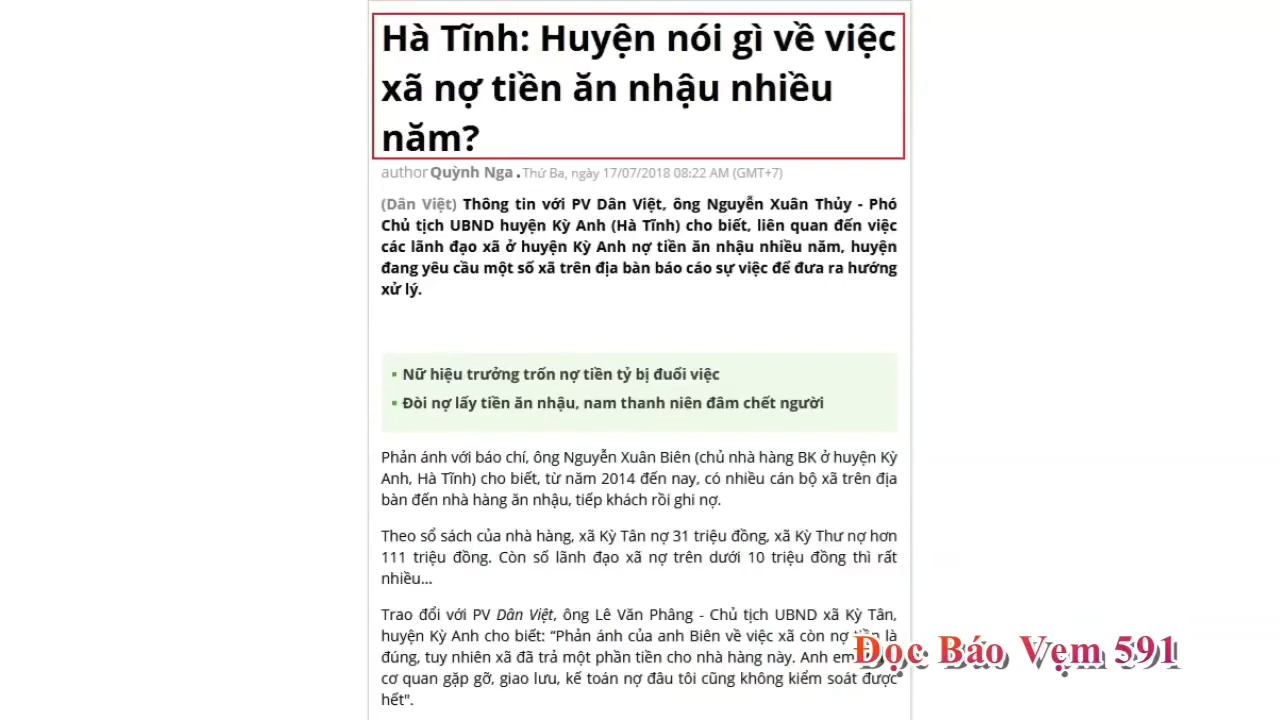 Hà Tĩnh: Huyện nói gì về việc
xã nợ tiền ăn nhậu nhiều
năm?
author Quỳnh Nga . Thứ Ba, ngày 17/07/2018 08:22 AM (GMT+7)
(Dân Việt) Thông tin với PV Dân Việt, ông Nguyễn Xuân Thủy - Phó
Chủ tịch UBND huyện Kỳ Anh (Hà Tĩnh) cho biết, liên quan đến việc
các lãnh đạo xã ở huyện Kỳ Anh nợ tiền ăn nhậu nhiều năm, huyện
đang yêu cầu một số xã trên địa bàn báo cáo sự việc để đưa ra hướng
xử lý.
▪ Nữ hiệu trưởng trốn nợ tiền tỷ bị đuổi việc
▪ Đòi nợ lấy tiền ăn nhậu, nam thanh niên đâm chết người
Phản ánh với báo chí, ông Nguyễn Xuân Biên (chủ nhà hàng BK ở huyện Kỳ
Anh, Hà Tĩnh) cho biết, từ năm 2014 đến nay, có nhiều cán bộ xã trên địa
bàn đến nhà hàng ăn nhậu, tiếp khách rồi ghi nợ.
Theo sổ sách của nhà hàng, xã Kỳ Tân nợ 31 triệu đồng, xã Kỳ Thư nợ hơn
111 triệu đồng. Còn số lãnh đạo xã nợ trên dưới 10 triệu đồng thì rất
nhiều...
Trao đổi với PV Dân Việt, ông Lê Văn Phâng - Chủ tịch UBND xã Kỳ Tân,
huyện Kỳ Anh cho biết: “Phản ánh của anh Biên về việc xã còn nợ tiền là
đúng, tuy nhiên xã đã trả một phần tiền cho nhà hàng này. Anh em
cơ quan gặp gỡ, giao lưu, kế toán nợ đâu tôi cũng không kiểm soát được
hết".
Đọc Báo Vẹm 591